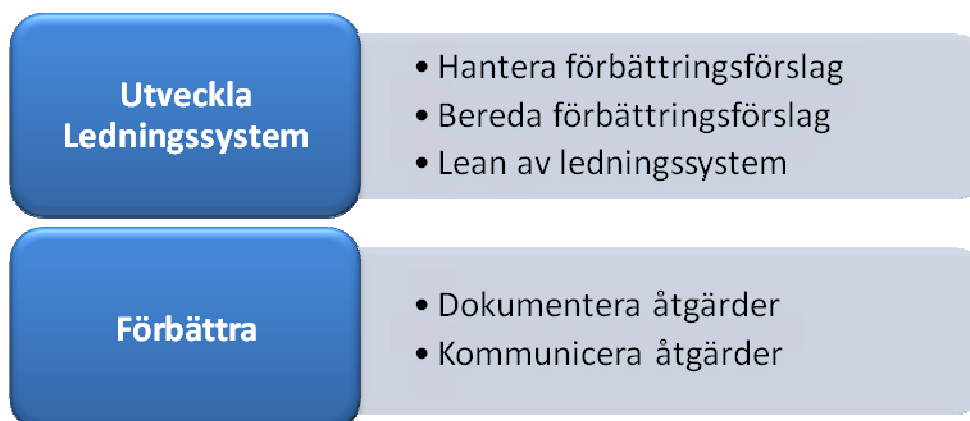 Utveckla
Ledningssystem
• Hantera förbättringsförslag
• Bereda förbättringsförslag
• Lean av ledningssystem
Förbättra
• Dokumentera åtgärder
• Kommunicera åtgärder